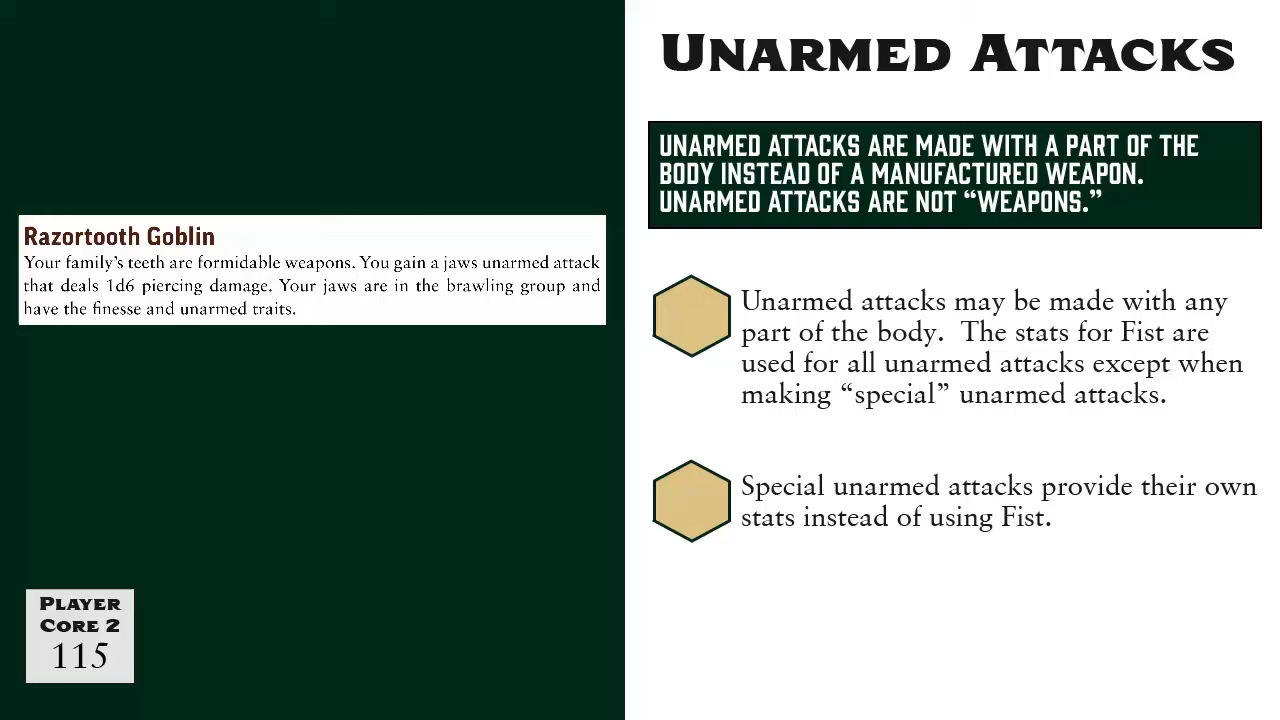 Razortooth Goblin
Your family's teeth are formidable weapons. You gain a jaws unarmed attack
that deals 1d6 piercing damage. Your jaws are in the brawling group and
have the finesse and unarmed traits.
PLAYER
CORE 2
115
UNARMED ATTACKS
UNARMED ATTACKS ARE MADE WITH A PART OF THE
BODY INSTEAD OF A MANUFACTURED WEAPON.
UNARMED ATTACKS ARE NOT “WEAPONS.”
Unarmed attacks may be made with any
part of the body.  The stats for Fist are
used for all unarmed attacks except when
making “special” unarmed attacks.
Special unarmed attacks provide their own
stats instead of using Fist.